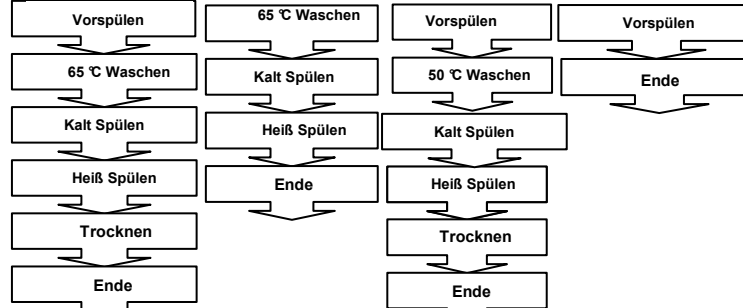 Vorspülen
65 °C Waschen
Kalt Spülen
Heiß Spülen
Trocknen
Ende
65 °C Waschen
Kalt Spülen
Heiß Spülen
Ende
Vorspülen
50 °C Waschen
Kalt Spülen
Heiß Spülen
Trocknen
Ende
Vorspülen
Ende